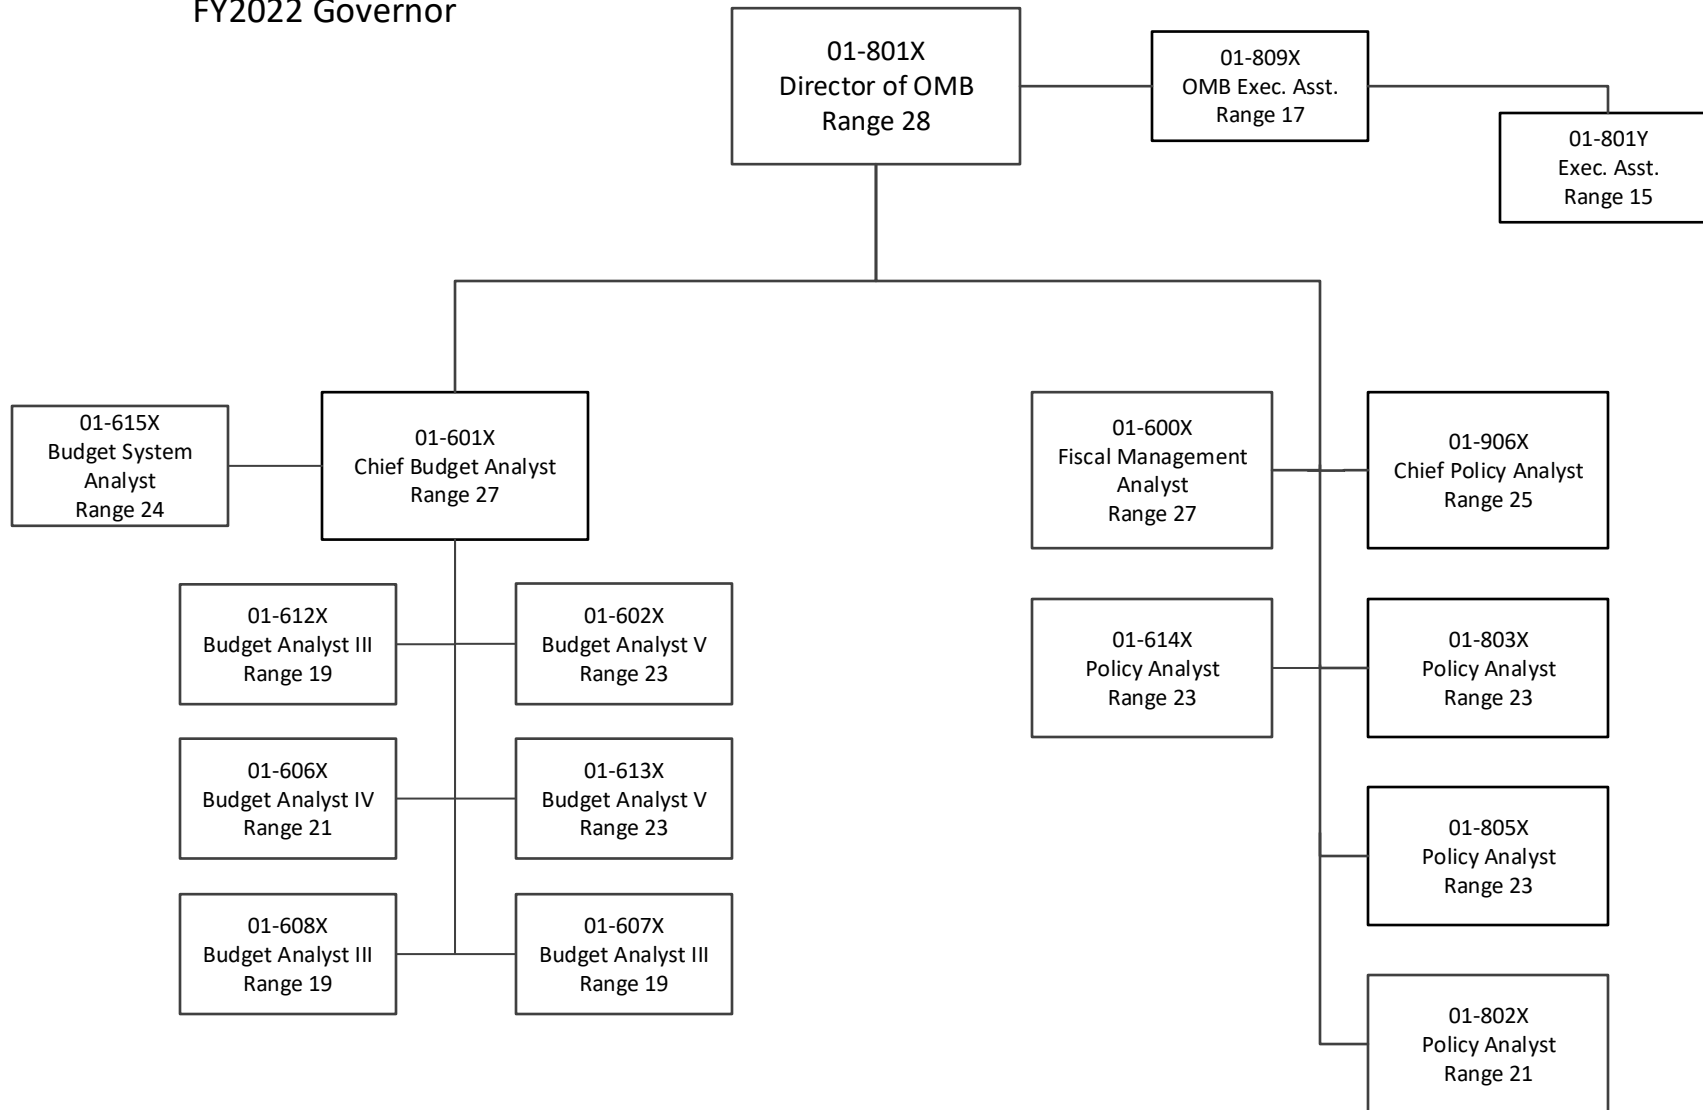 FY2022 Governor
01-801X
Director of OMB
Range 28
01-809X
OMB Exec. Asst.
Range 17
01-801Y
Exec. Asst.
Range 15
01-615X
Budget System
Analyst
Range 24
01-601X
Chief Budget Analyst
Range 27
01-600X
Fiscal Management
Analyst
Range 27
01-906X
Chief Policy Analyst
Range 25
01-612X
Budget Analyst III
Range 19
01-602X
Budget Analyst V
Range 23
01-614X
Policy Analyst
Range 23
01-803X
Policy Analyst
Range 23
01-606X
Budget Analyst IV
Range 21
01-613X
Budget Analyst V
Range 23
01-805X
Policy Analyst
Range 23
01-608X
Budget Analyst III
Range 19
01-607X
Budget Analyst III
Range 19
01-802X
Policy Analyst
Range 21